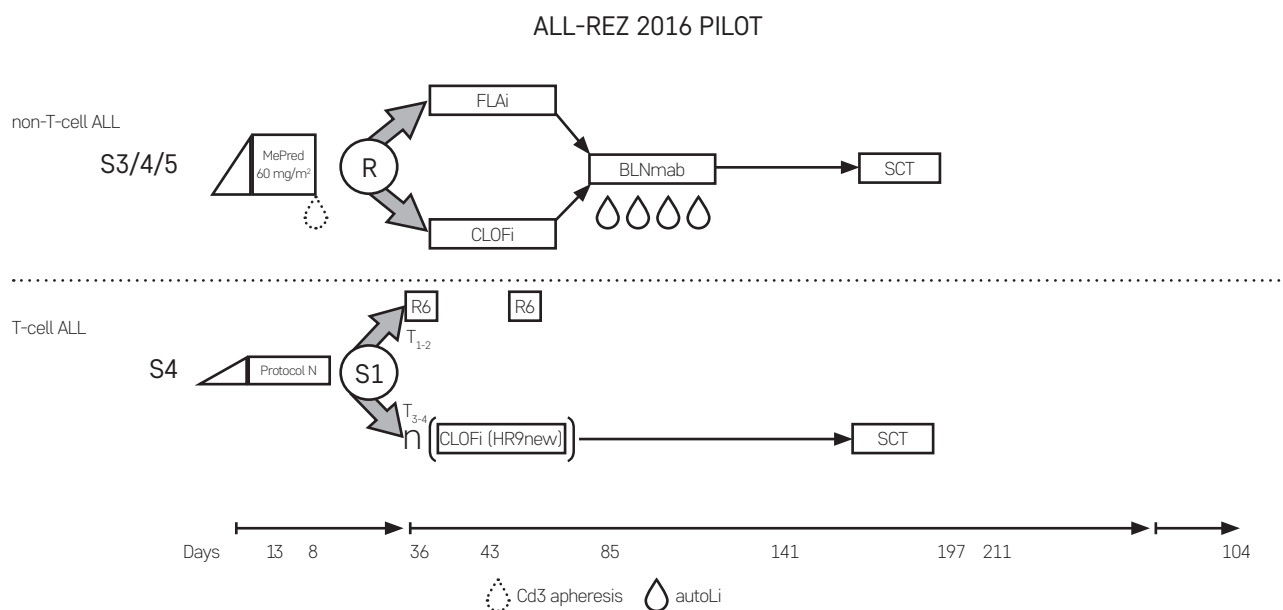 ALL-REZ 2016 PILOT
non-T-cell ALL
S3/4/5
MePred
60 mg/m²
R
FLAi
CLOFi
BLNmab
SCT
T-cell ALL
S4
Protocol N
S1
R6
R6
T1-2
T3-4
n
CLOFi (HR9new)
SCT
Days 13 8 36 43 85 141 197 211 104
Cd3 apheresis autoLi